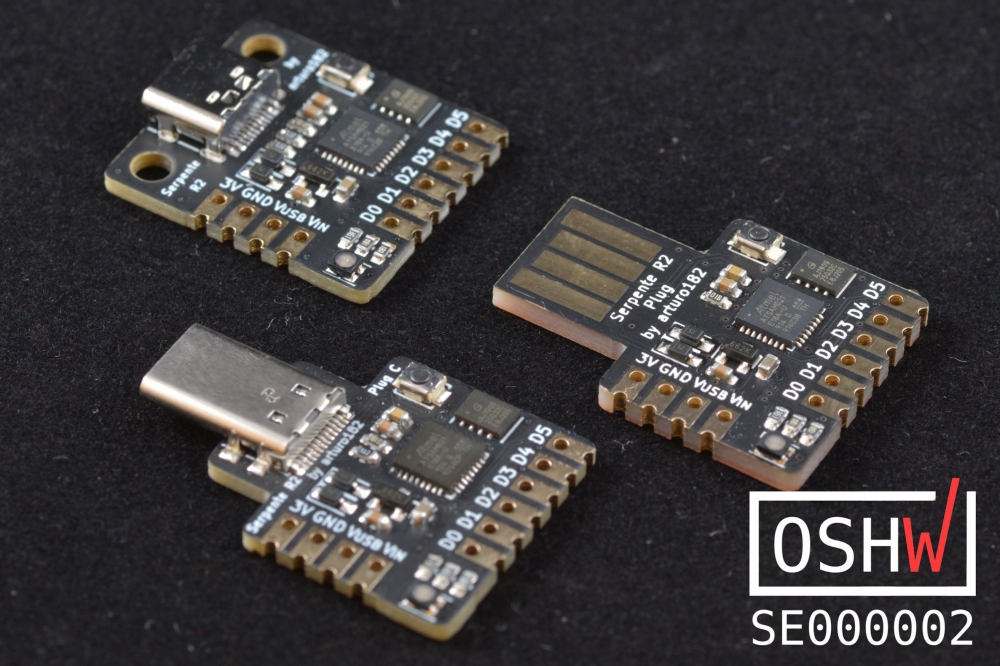 by
arturo182
Serpente
R2
3V GND VUSB VIN
D0 D1 D2 D3 D4 D5
Serpente R2
Plug
by arturo182
3V GND VUSB VIN
D0 D1 D2 D3 D4 D5
Plug C
by arturo182
Serpente R2
3V GND VUSB VIN
D0 D1 D2 D3 D4 D5
OSHW
SE000002